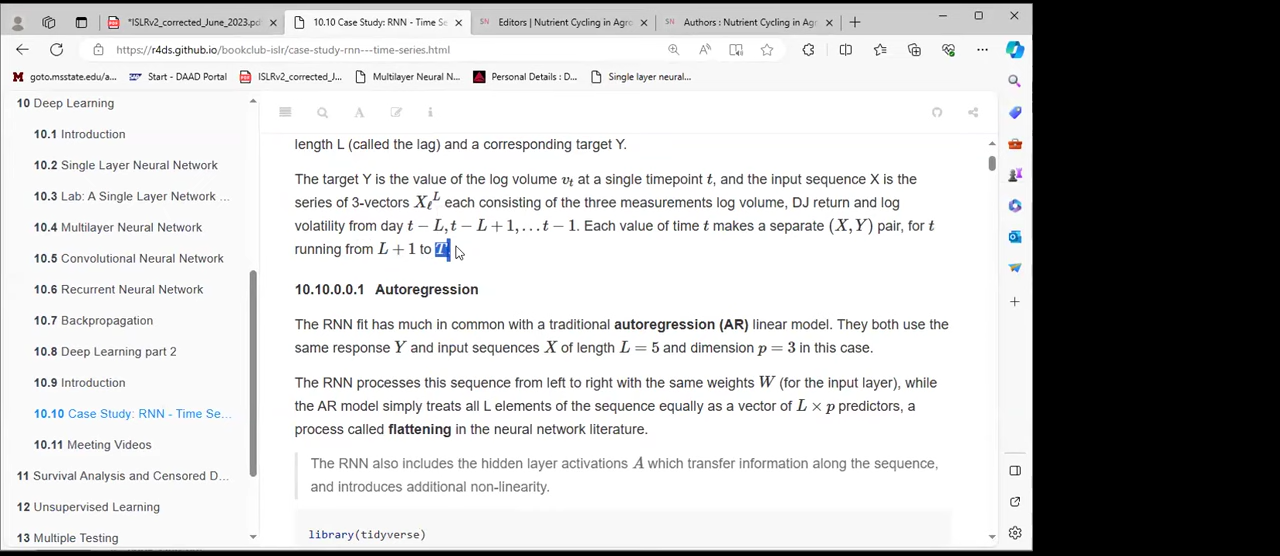 *ISLRv2_corrected_June_2023.pd
10.10 Case Study: RNN - Time Se
SN Editors | Nutrient Cycling in Agro
SN Authors : Nutrient Cycling in Agro
https://r4ds.github.io/bookclub-islr/case-study-rnn---time-series.html
goto.msstate.edu/a...
Start - DAAD Portal
ISLRv2_corrected_J...
Multilayer Neural N...
Personal Details : D...
Single layer neural...
10 Deep Learning
10.1 Introduction
10.2 Single Layer Neural Network
10.3 Lab: A Single Layer Network ...
10.4 Multilayer Neural Network
10.5 Convolutional Neural Network
10.6 Recurrent Neural Network
10.7 Backpropagation
10.8 Deep Learning part 2
10.9 Introduction
10.10 Case Study: RNN - Time Se...
10.11 Meeting Videos
11 Survival Analysis and Censored D...
12 Unsupervised Learning
13 Multiple Testing
length L (called the lag) and a corresponding target Y.
The target Y is the value of the log volume v_t at a single timepoint t, and the input sequence X is the
series of 3-vectors X_ℓ^L each consisting of the three measurements log volume, DJ return and log
volatility from day t − L, t − L + 1, … t − 1. Each value of time t makes a separate (X, Y) pair, for t
running from L + 1 to T.
10.10.0.0.1 Autoregression
The RNN fit has much in common with a traditional autoregression (AR) linear model. They both use the
same response Y and input sequences X of length L = 5 and dimension p = 3 in this case.
The RNN processes this sequence from left to right with the same weights W (for the input layer), while
the AR model simply treats all L elements of the sequence equally as a vector of L × p predictors, a
process called flattening in the neural network literature.
The RNN also includes the hidden layer activations A which transfer information along the sequence,
and introduces additional non-linearity.
library(tidyverse)